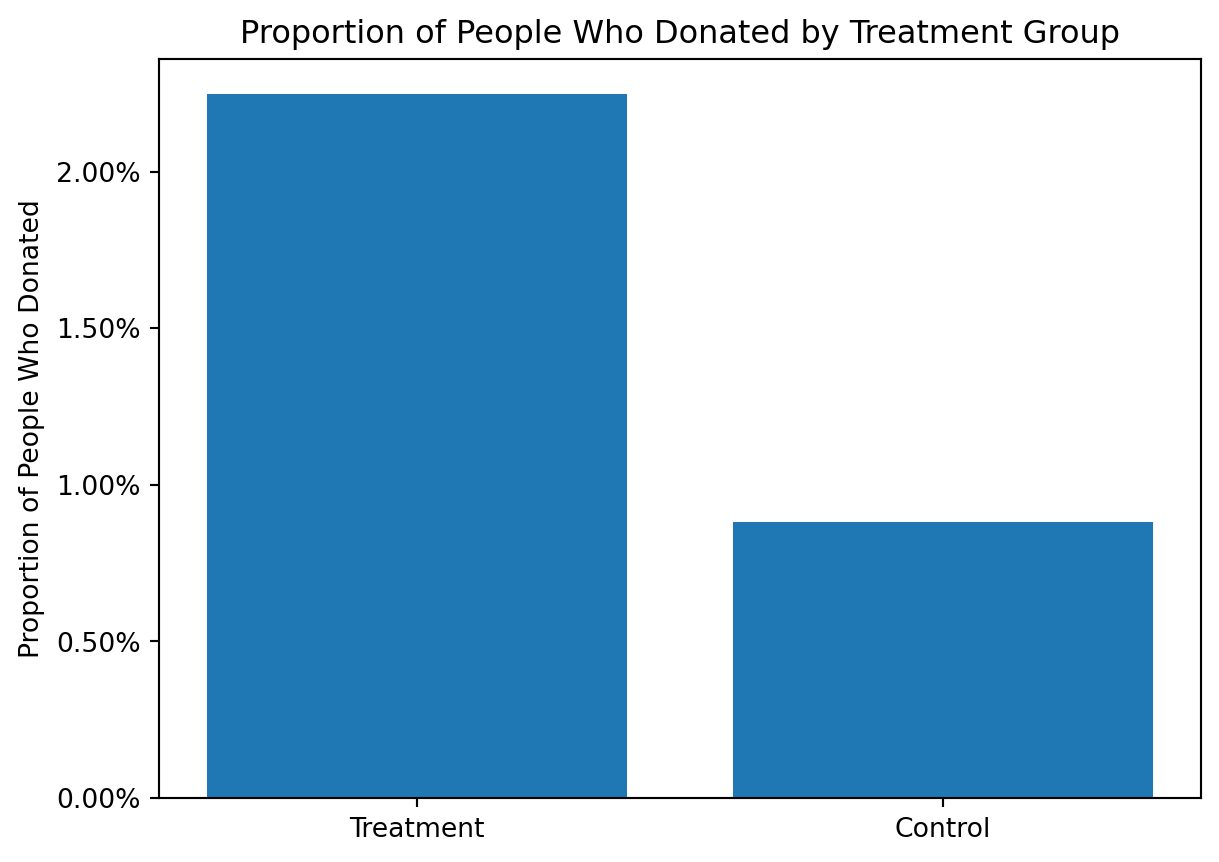 Proportion of People Who Donated by Treatment Group
Proportion of People Who Donated
2.00%
1.50%
1.00%
0.50%
0.00%
Treatment
Control